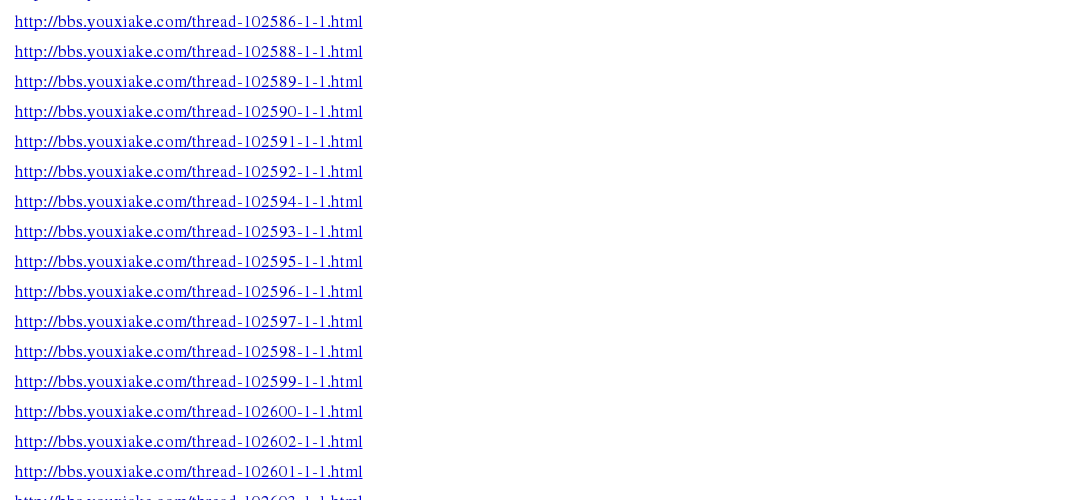 http://bbs.youxiake.com/thread-102586-1-1.html
http://bbs.youxiake.com/thread-102588-1-1.html
http://bbs.youxiake.com/thread-102589-1-1.html
http://bbs.youxiake.com/thread-102590-1-1.html
http://bbs.youxiake.com/thread-102591-1-1.html
http://bbs.youxiake.com/thread-102592-1-1.html
http://bbs.youxiake.com/thread-102594-1-1.html
http://bbs.youxiake.com/thread-102593-1-1.html
http://bbs.youxiake.com/thread-102595-1-1.html
http://bbs.youxiake.com/thread-102596-1-1.html
http://bbs.youxiake.com/thread-102597-1-1.html
http://bbs.youxiake.com/thread-102598-1-1.html
http://bbs.youxiake.com/thread-102599-1-1.html
http://bbs.youxiake.com/thread-102600-1-1.html
http://bbs.youxiake.com/thread-102602-1-1.html
http://bbs.youxiake.com/thread-102601-1-1.html